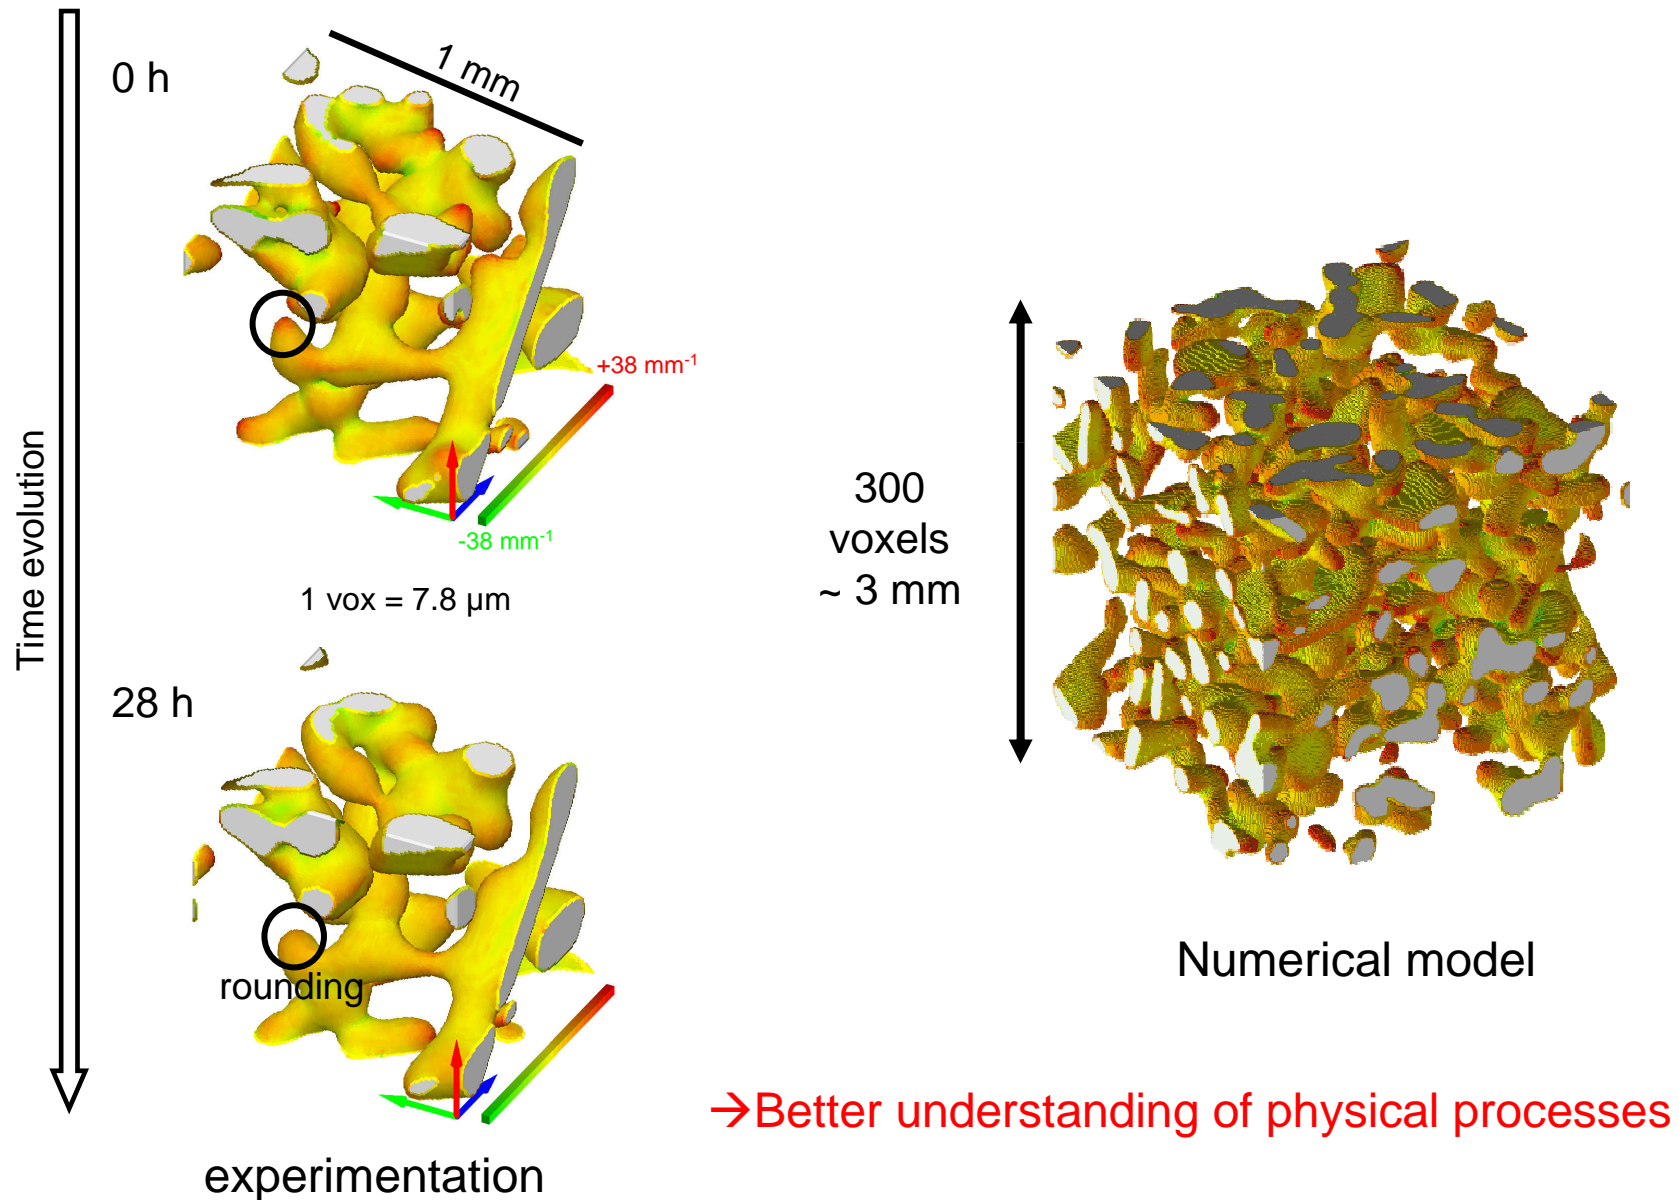 0 h
1 mm
+38 mm⁻¹
-38 mm⁻¹
1 vox = 7.8 µm
Time evolution
28 h
rounding
experimentation
300
voxels
~ 3 mm
Numerical model
→Better understanding of physical processes